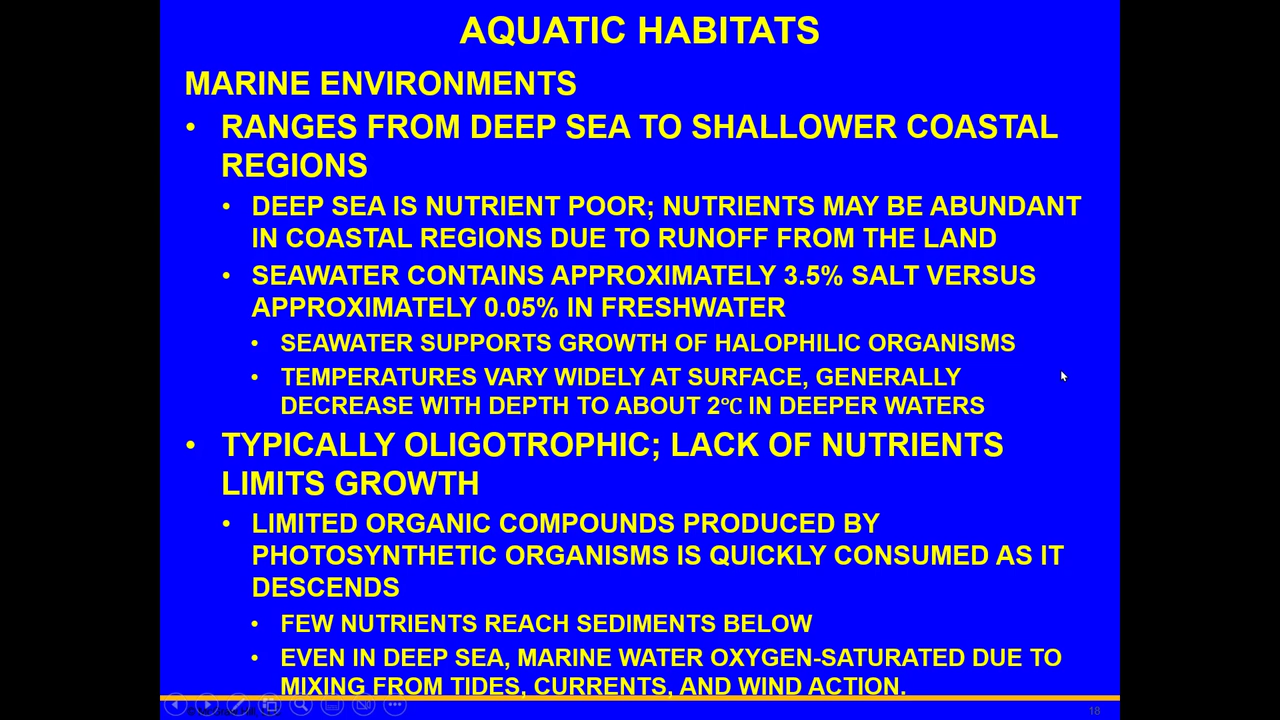 AQUATIC HABITATS
MARINE ENVIRONMENTS
• RANGES FROM DEEP SEA TO SHALLOWER COASTAL
REGIONS
• DEEP SEA IS NUTRIENT POOR; NUTRIENTS MAY BE ABUNDANT
IN COASTAL REGIONS DUE TO RUNOFF FROM THE LAND
• SEAWATER CONTAINS APPROXIMATELY 3.5% SALT VERSUS
APPROXIMATELY 0.05% IN FRESHWATER
• SEAWATER SUPPORTS GROWTH OF HALOPHILIC ORGANISMS
• TEMPERATURES VARY WIDELY AT SURFACE, GENERALLY
DECREASE WITH DEPTH TO ABOUT 2℃ IN DEEPER WATERS
• TYPICALLY OLIGOTROPHIC; LACK OF NUTRIENTS
LIMITS GROWTH
• LIMITED ORGANIC COMPOUNDS PRODUCED BY
PHOTOSYNTHETIC ORGANISMS IS QUICKLY CONSUMED AS IT
DESCENDS
• FEW NUTRIENTS REACH SEDIMENTS BELOW
• EVEN IN DEEP SEA, MARINE WATER OXYGEN-SATURATED DUE TO
MIXING FROM TIDES, CURRENTS, AND WIND ACTION.
18